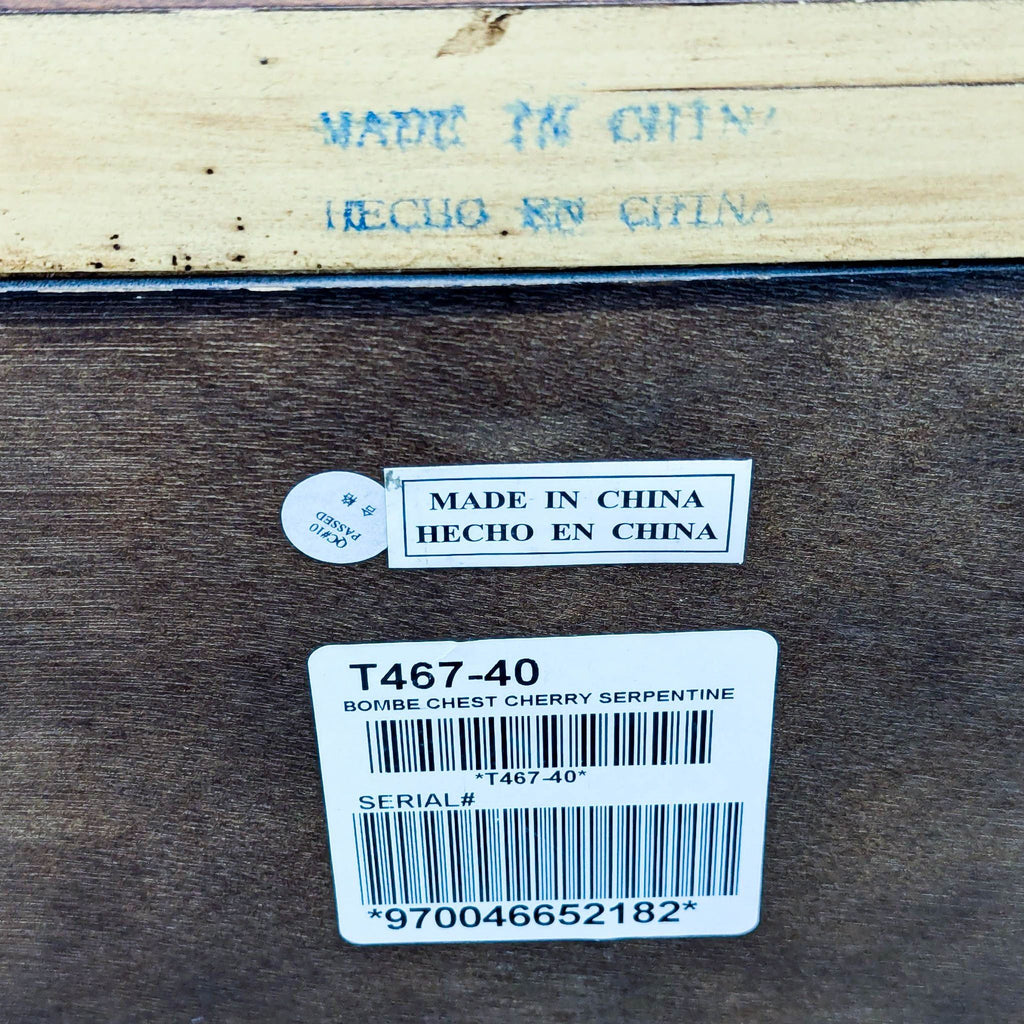 MADE IN CHINA
HECHO EN CHINA
合格
PASSED
QC#10
MADE IN CHINA
HECHO EN CHINA
T467-40
BOMBE CHEST CHERRY SERPENTINE
*T467-40*
SERIAL#
*970046652182*